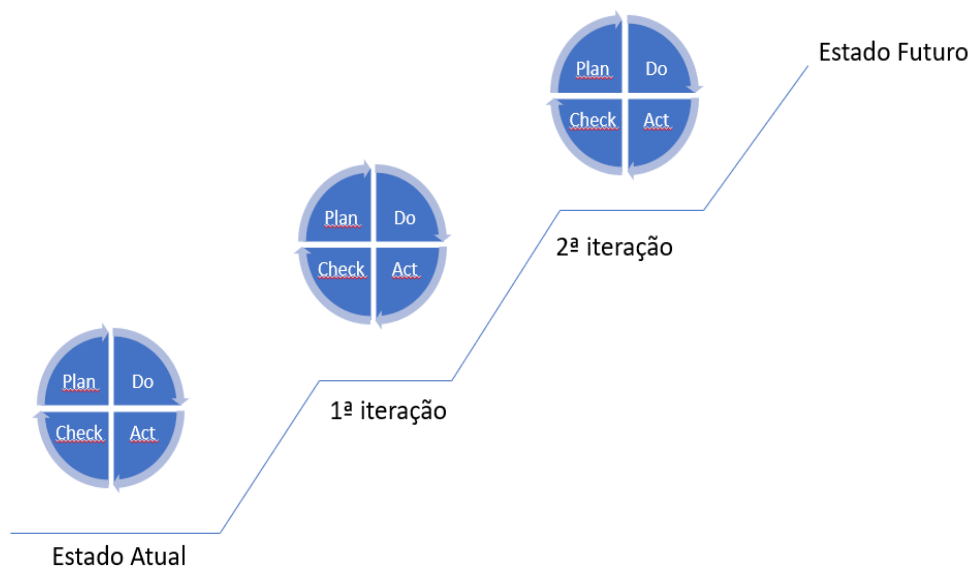 Plan Do
Check Act
Estado Futuro
2ª iteração
Plan Do
Check Act
1ª iteração
Plan Do
Check Act
Estado Atual